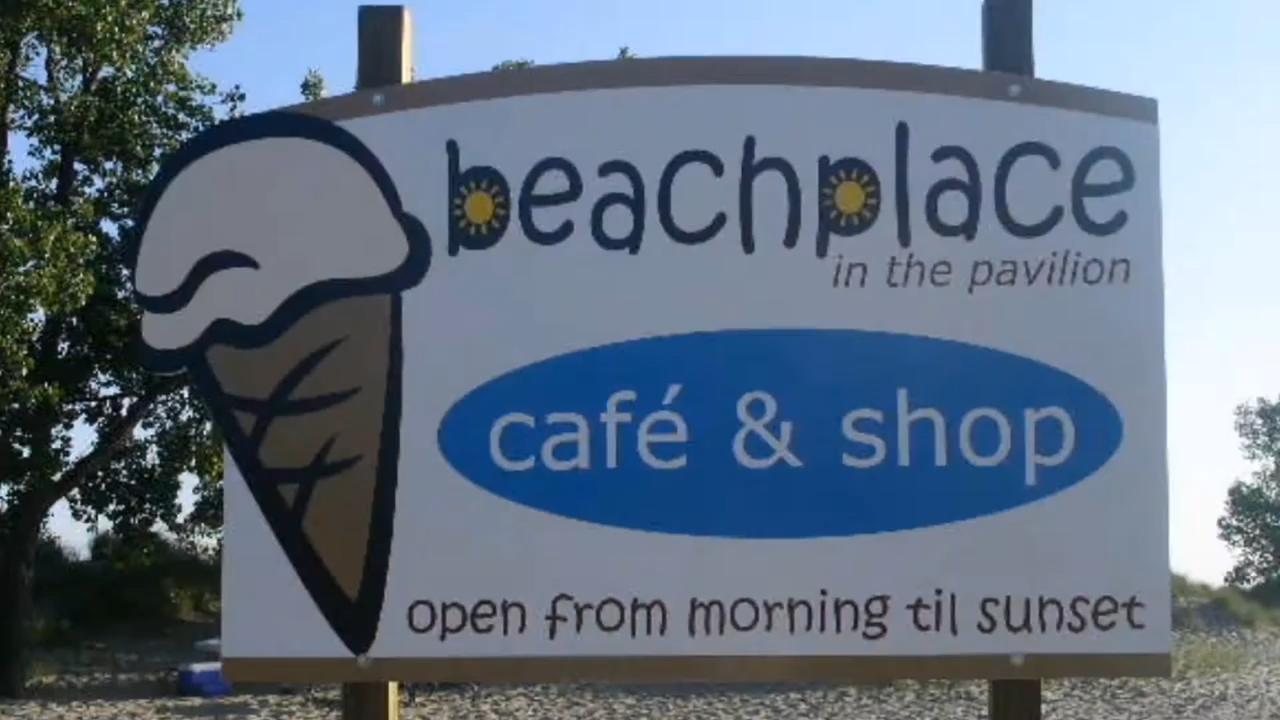 beachplace
in the pavilion
café & shop
open from morning til sunset